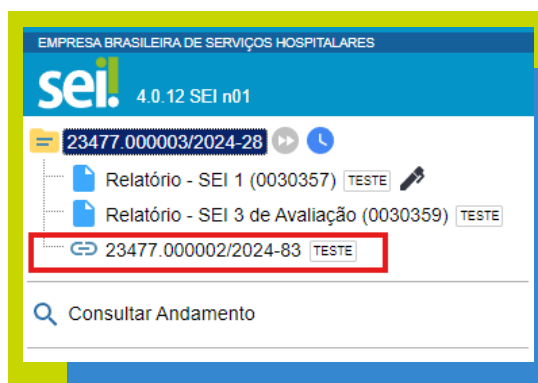 EMPRESA BRASILEIRA DE SERVIÇOS HOSPITALARES
sei! 4.0.12 SEI n01
23477.000003/2024-28
Relatório - SEI 1 (0030357) TESTE
Relatório - SEI 3 de Avaliação (0030359) TESTE
23477.000002/2024-83 TESTE
Consultar Andamento